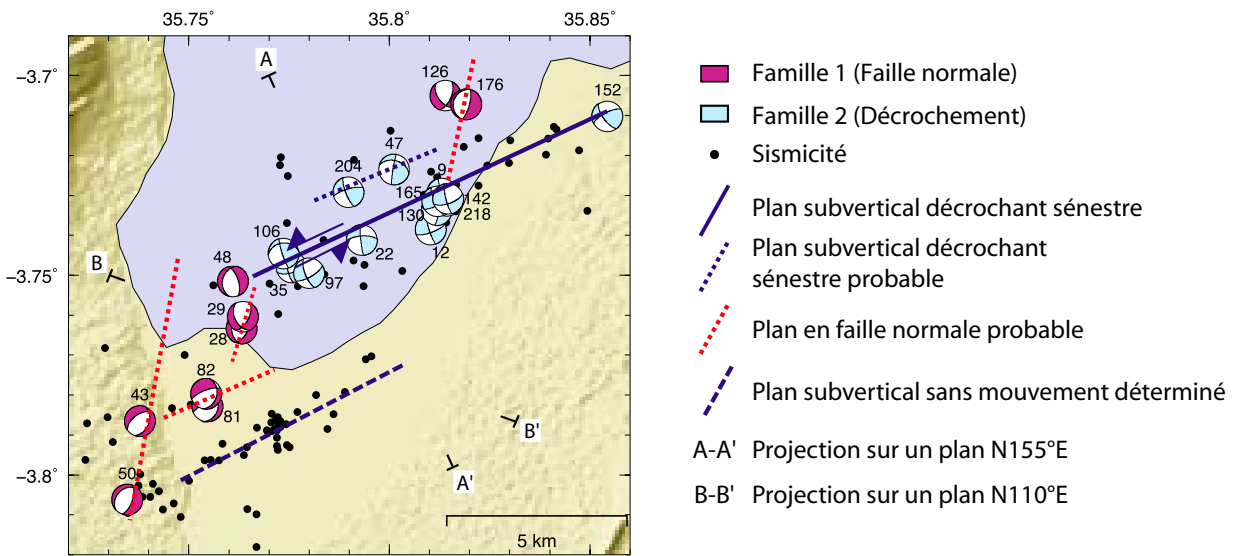 35.75° 35.8° 35.85°
−3.7°
−3.75°
−3.8°
A
126
176
152
47
204
9
165
142
130
218
12
106
22
97
35
B
48
29
28
82
43
81
50
B'
A'
5 km
Famille 1 (Faille normale)
Famille 2 (Décrochement)
Sismicité
Plan subvertical décrochant sénestre
Plan subvertical décrochant
sénestre probable
Plan en faille normale probable
Plan subvertical sans mouvement déterminé
A-A' Projection sur un plan N155°E
B-B' Projection sur un plan N110°E